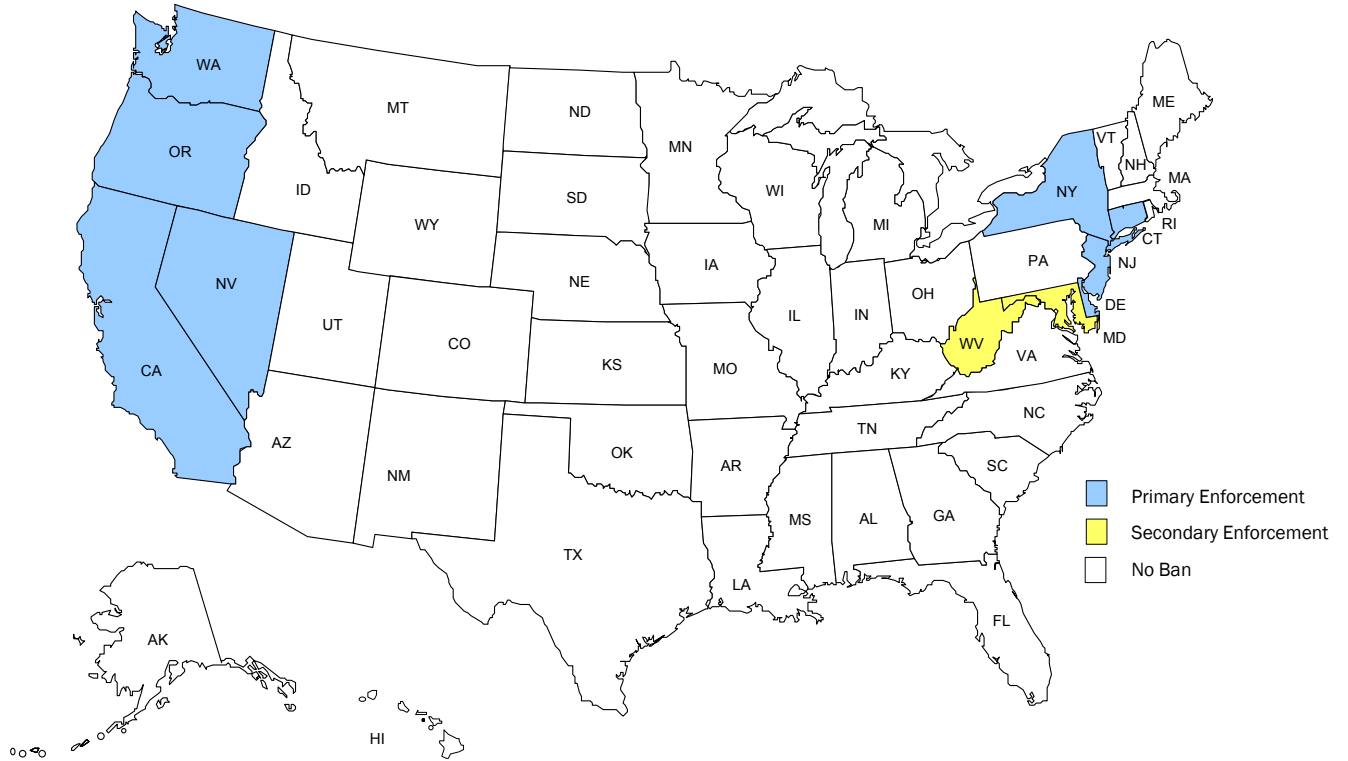 WA
OR
CA
NV
ID
MT
WY
UT
CO
AZ
NM
ND
SD
NE
KS
OK
TX
MN
IA
MO
AR
LA
WI
IL
MI
IN
OH
KY
TN
MS
AL
GA
FL
SC
NC
VA
WV
PA
NY
VT
NH
ME
MA
RI
CT
NJ
DE
MD
AK
HI
Primary Enforcement
Secondary Enforcement
No Ban